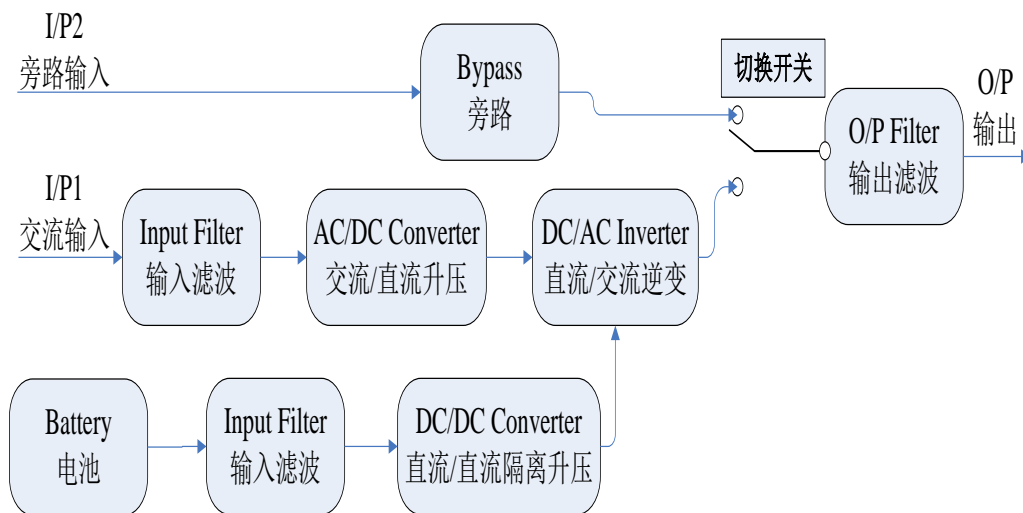 I/P2
旁路输入
Bypass
旁路
切换开关
O/P
输出
O/P Filter
输出滤波
I/P1
交流输入
Input Filter
输入滤波
AC/DC Converter
交流/直流升压
DC/AC Inverter
直流/交流逆变
Battery
电池
Input Filter
输入滤波
DC/DC Converter
直流/直流隔离升压